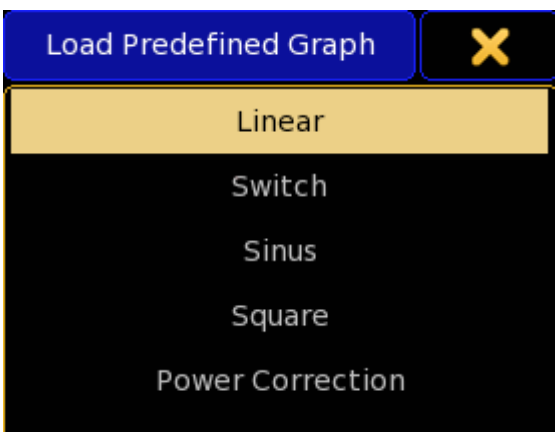 Load Predefined Graph
Linear
Switch
Sinus
Square
Power Correction